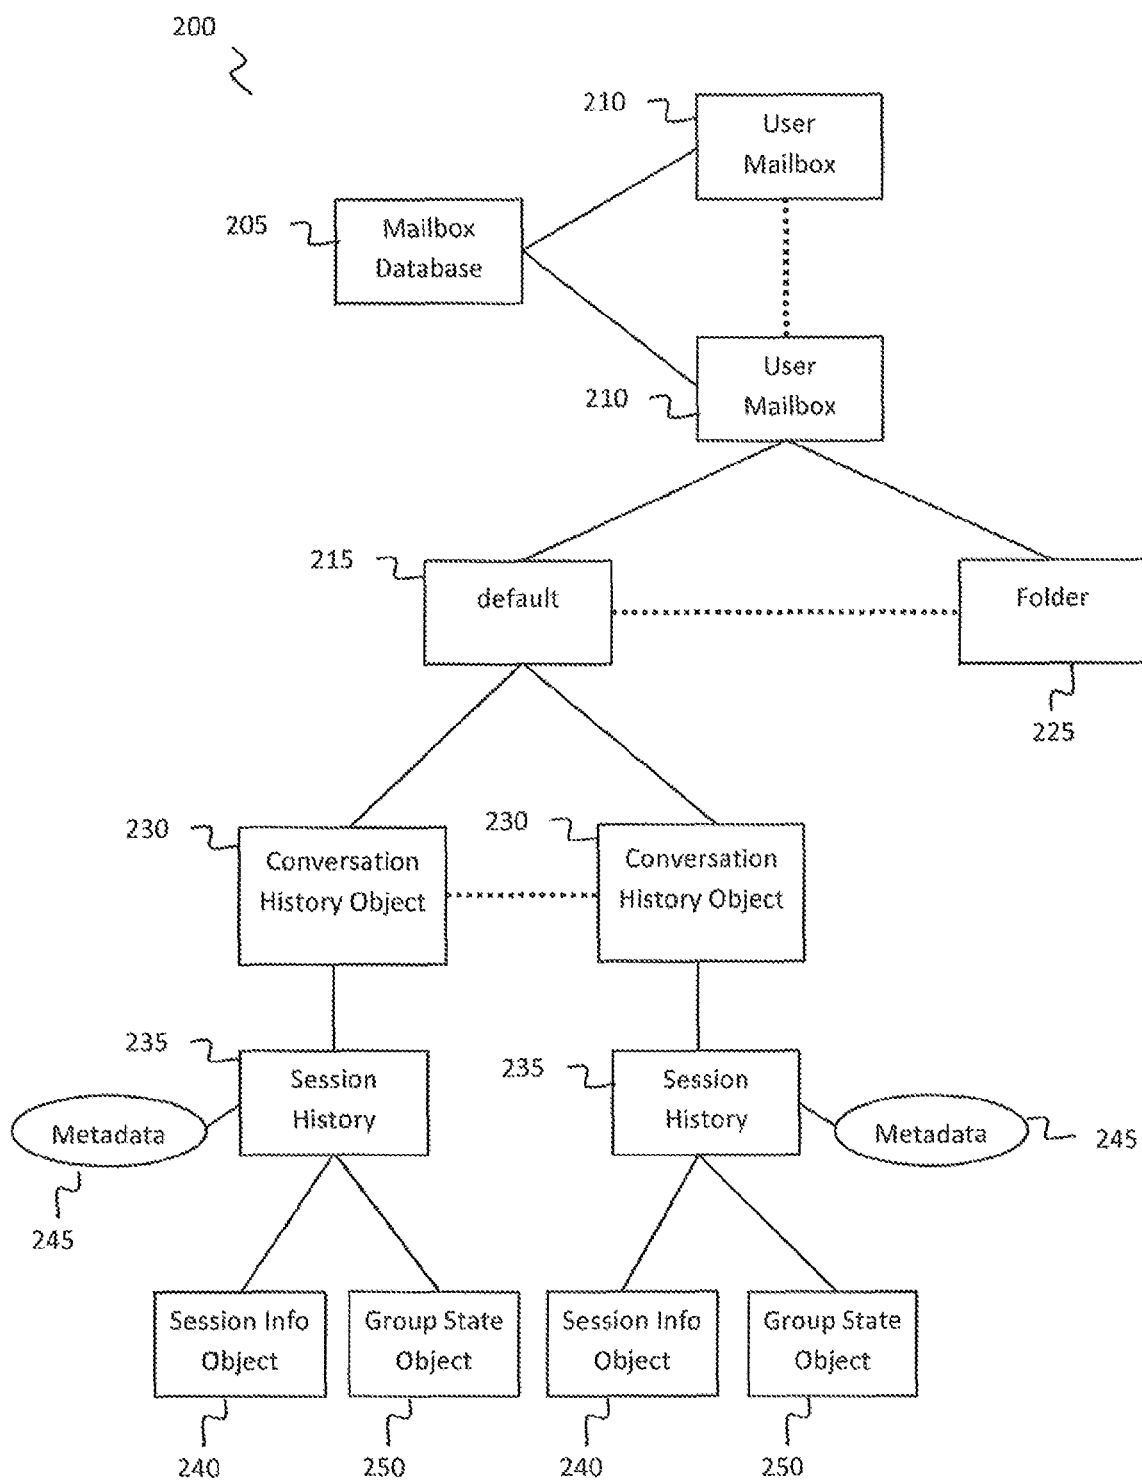 200
210
User
Mailbox
205
Mailbox
Database
User
Mailbox
210
215
default
Folder
225
230
Conversation
History Object
230
Conversation
History Object
235
Session
History
235
Session
History
Metadata
245
Metadata
245
Session Info
Object
Group State
Object
Session Info
Object
Group State
Object
240
250
240
250